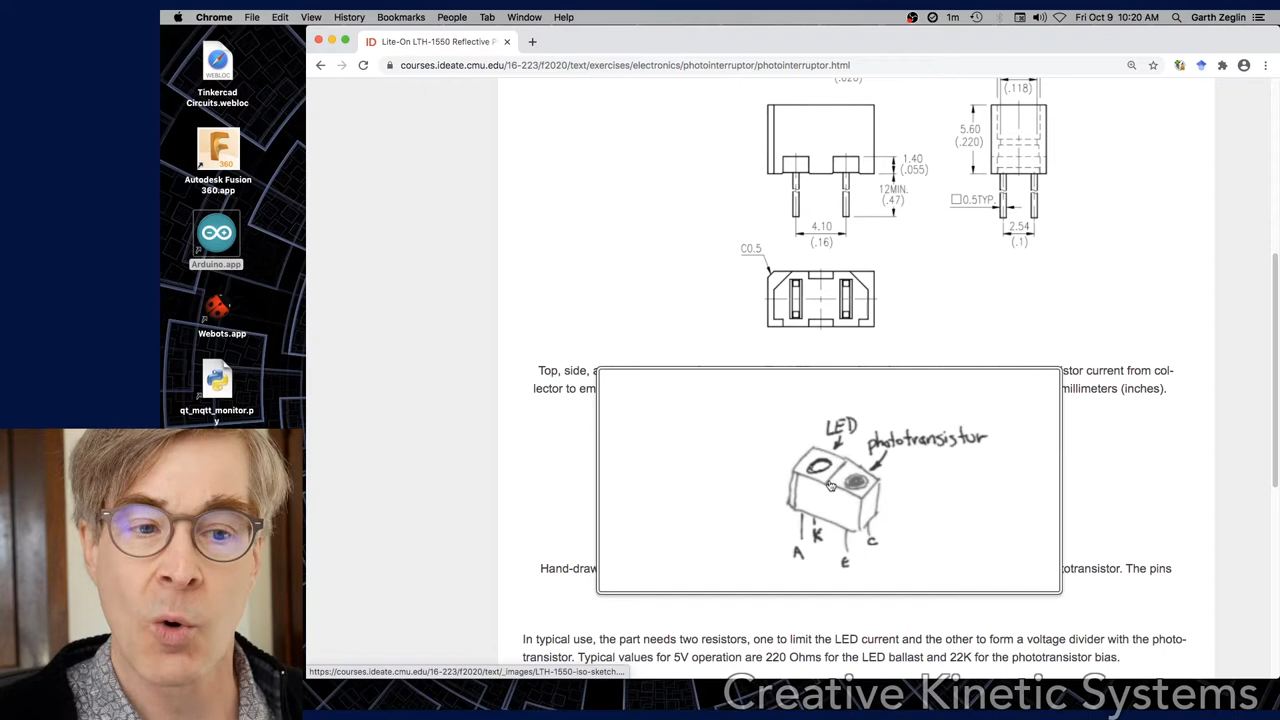 Chrome File Edit View History Bookmarks People Tab Window Help 1m Fri Oct 9 10:20 AM Garth Zeglin
ID Lite-On LTH-1550 Reflective P
courses.ideate.cmu.edu/16-223/f2020/text/exercises/electronics/photointerruptor/photointerruptor.html
WEBLOC
Tinkercad
Circuits.webloc
360
Autodesk Fusion
360.app
Arduino.app
Webots.app
qt_mqtt_monitor.p
y
(.118)
5.60
(.220)
1.40
(.055)
12MIN.
(.47)
□0.5TYP.
4.10
(.16)
2.54
(.1)
C0.5
Top, side, a
stor current from col-
lector to em
millimeters (inches).
LED
phototransistor
A
K
E
C
Hand-draw
totransistor. The pins
In typical use, the part needs two resistors, one to limit the LED current and the other to form a voltage divider with the photo-
transistor. Typical values for 5V operation are 220 Ohms for the LED ballast and 22K for the phototransistor bias.
https://courses.ideate.cmu.edu/16-223/f2020/text/_images/LTH-1550-iso-sketch....
Creative Kinetic Systems